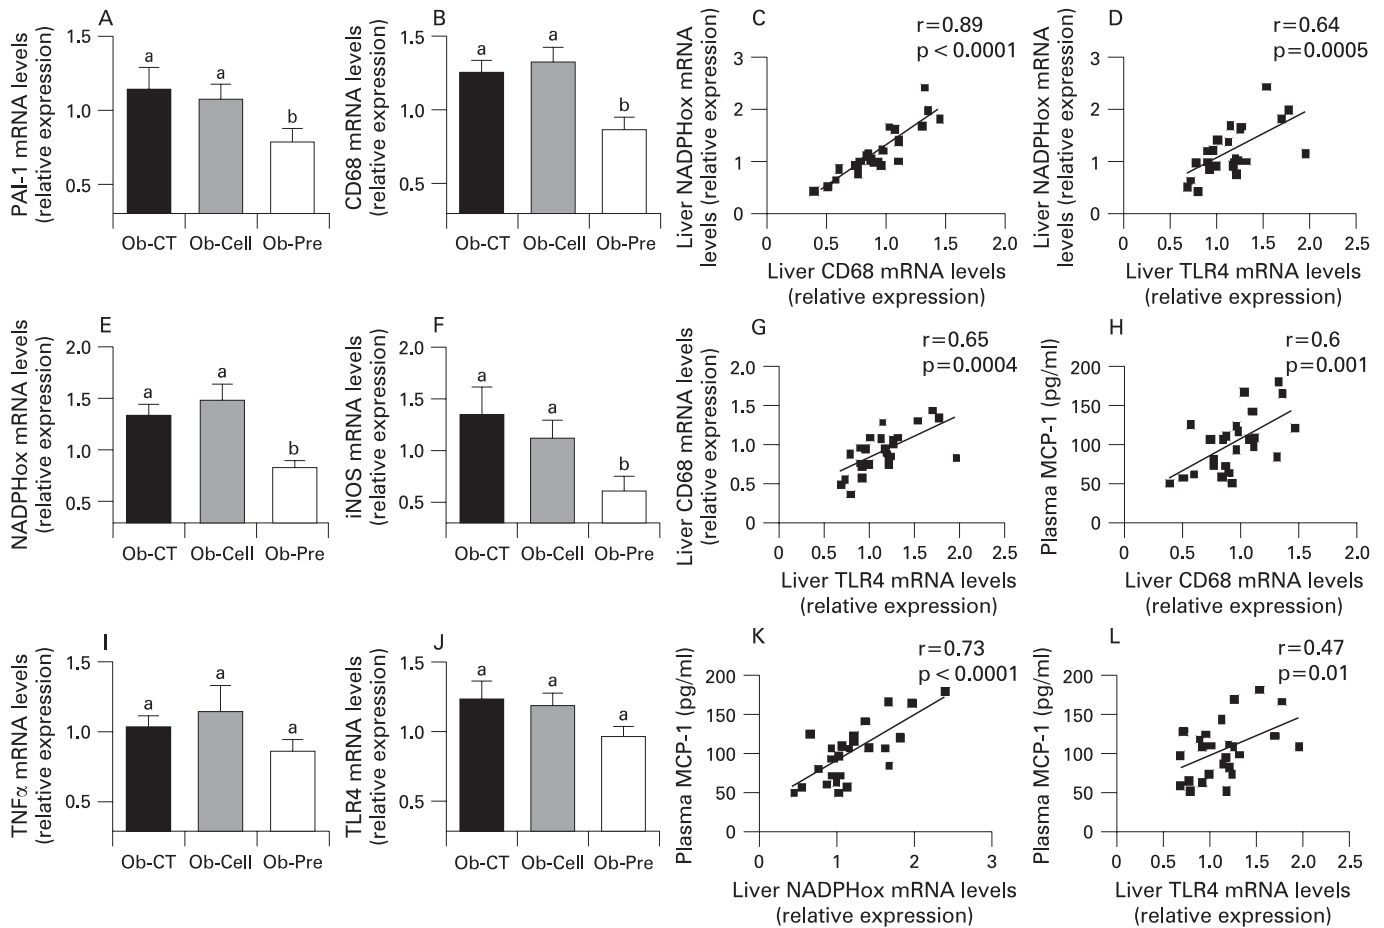 A
PAI-1 mRNA levels
(relative expression)
1.5
1.0
0.5
a
a
b
Ob-CT Ob-Cell Ob-Pre
B
CD68 mRNA levels
(relative expression)
1.5
1.0
0.5
a
a
b
Ob-CT Ob-Cell Ob-Pre
C
r=0.89
p < 0.0001
Liver NADPHox mRNA
levels (relative expression)
3
2
1
0
0 0.5 1.0 1.5 2.0
Liver CD68 mRNA levels
(relative expression)
D
r=0.64
p=0.0005
Liver NADPHox mRNA
levels (relative expression)
3
2
1
0
0 0.5 1.0 1.5 2.0 2.5
Liver TLR4 mRNA levels
(relative expression)
E
NADPHox mRNA levels
(relative expression)
2.0
1.5
1.0
0.5
a
a
b
Ob-CT Ob-Cell Ob-Pre
F
iNOS mRNA levels
(relative expression)
2.0
1.5
1.0
0.5
a
a
b
Ob-CT Ob-Cell Ob-Pre
G
r=0.65
p=0.0004
Liver CD68 mRNA levels
(relative expression)
2.0
1.5
1.0
0.5
0
0 0.5 1.0 1.5 2.0 2.5
Liver TLR4 mRNA levels
(relative expression)
H
r=0.6
p=0.001
Plasma MCP-1 (pg/ml)
200
150
100
50
0
0 0.5 1.0 1.5 2.0
Liver CD68 mRNA levels
(relative expression)
I
TNFα mRNA levels
(relative expression)
1.5
1.0
0.5
a
a
a
Ob-CT Ob-Cell Ob-Pre
J
TLR4 mRNA levels
(relative expression)
1.5
1.0
0.5
a
a
a
Ob-CT Ob-Cell Ob-Pre
K
r=0.73
p < 0.0001
Plasma MCP-1 (pg/ml)
200
150
100
50
0
0 1 2 3
Liver NADPHox mRNA levels
(relative expression)
L
r=0.47
p=0.01
Plasma MCP-1 (pg/ml)
200
150
100
50
0
0 0.5 1.0 1.5 2.0 2.5
Liver TLR4 mRNA levels
(relative expression)